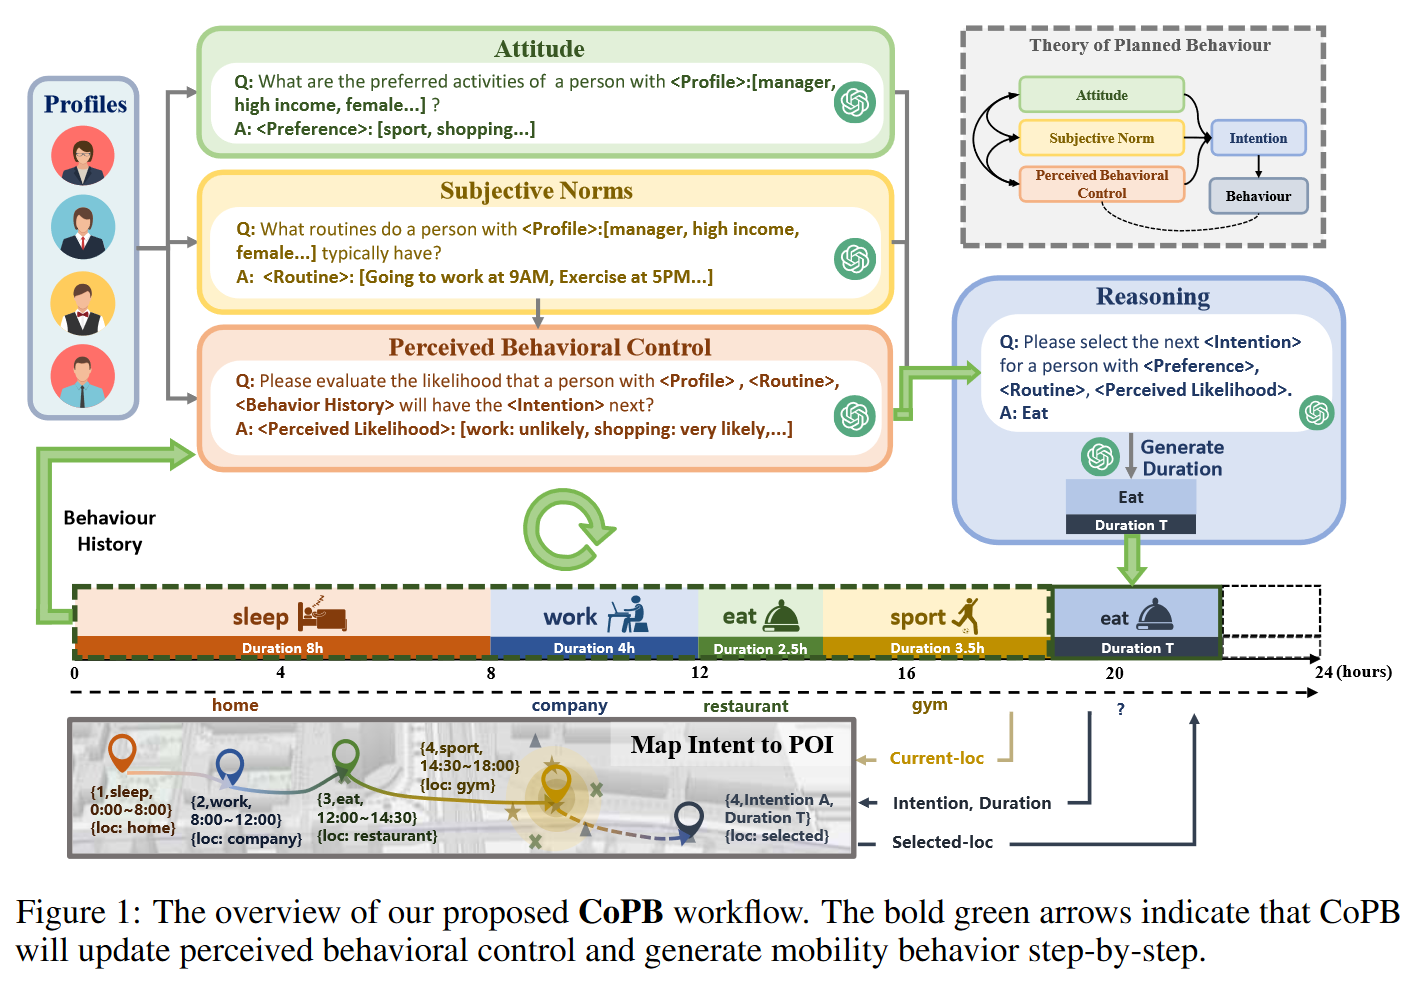 Profiles
Attitude
Q: What are the preferred activities of a person with <Profile>:[manager,
high income, female...] ?
A: <Preference>: [sport, shopping...]
Subjective Norms
Q: What routines do a person with <Profile>:[manager, high income,
female...] typically have?
A: <Routine>: [Going to work at 9AM, Exercise at 5PM...]
Perceived Behavioral Control
Q: Please evaluate the likelihood that a person with <Profile> , <Routine>,
<Behavior History> will have the <Intention> next?
A: <Perceived Likelihood>: [work: unlikely, shopping: very likely,...]
Theory of Planned Behaviour
Attitude
Subjective Norm
Perceived Behavioral
Control
Intention
Behaviour
Reasoning
Q: Please select the next <Intention>
for a person with <Preference>,
<Routine>, <Perceived Likelihood>.
A: Eat
Generate
Duration
Eat
Duration T
Behaviour
History
sleep
Duration 8h
work
Duration 4h
eat
Duration 2.5h
sport
Duration 3.5h
eat
Duration T
0 4 8 12 16 20 24 (hours)
home company restaurant gym ?
Map Intent to POI
{1,sleep,
0:00~8:00}
{loc: home}
{2,work,
8:00~12:00}
{loc: company}
{3,eat,
12:00~14:30}
{loc: restaurant}
{4,sport,
14:30~18:00}
{loc: gym}
{4,Intention A,
Duration T}
{loc: selected}
Current-loc
Intention, Duration
Selected-loc
Figure 1: The overview of our proposed CoPB workflow. The bold green arrows indicate that CoPB
will update perceived behavioral control and generate mobility behavior step-by-step.